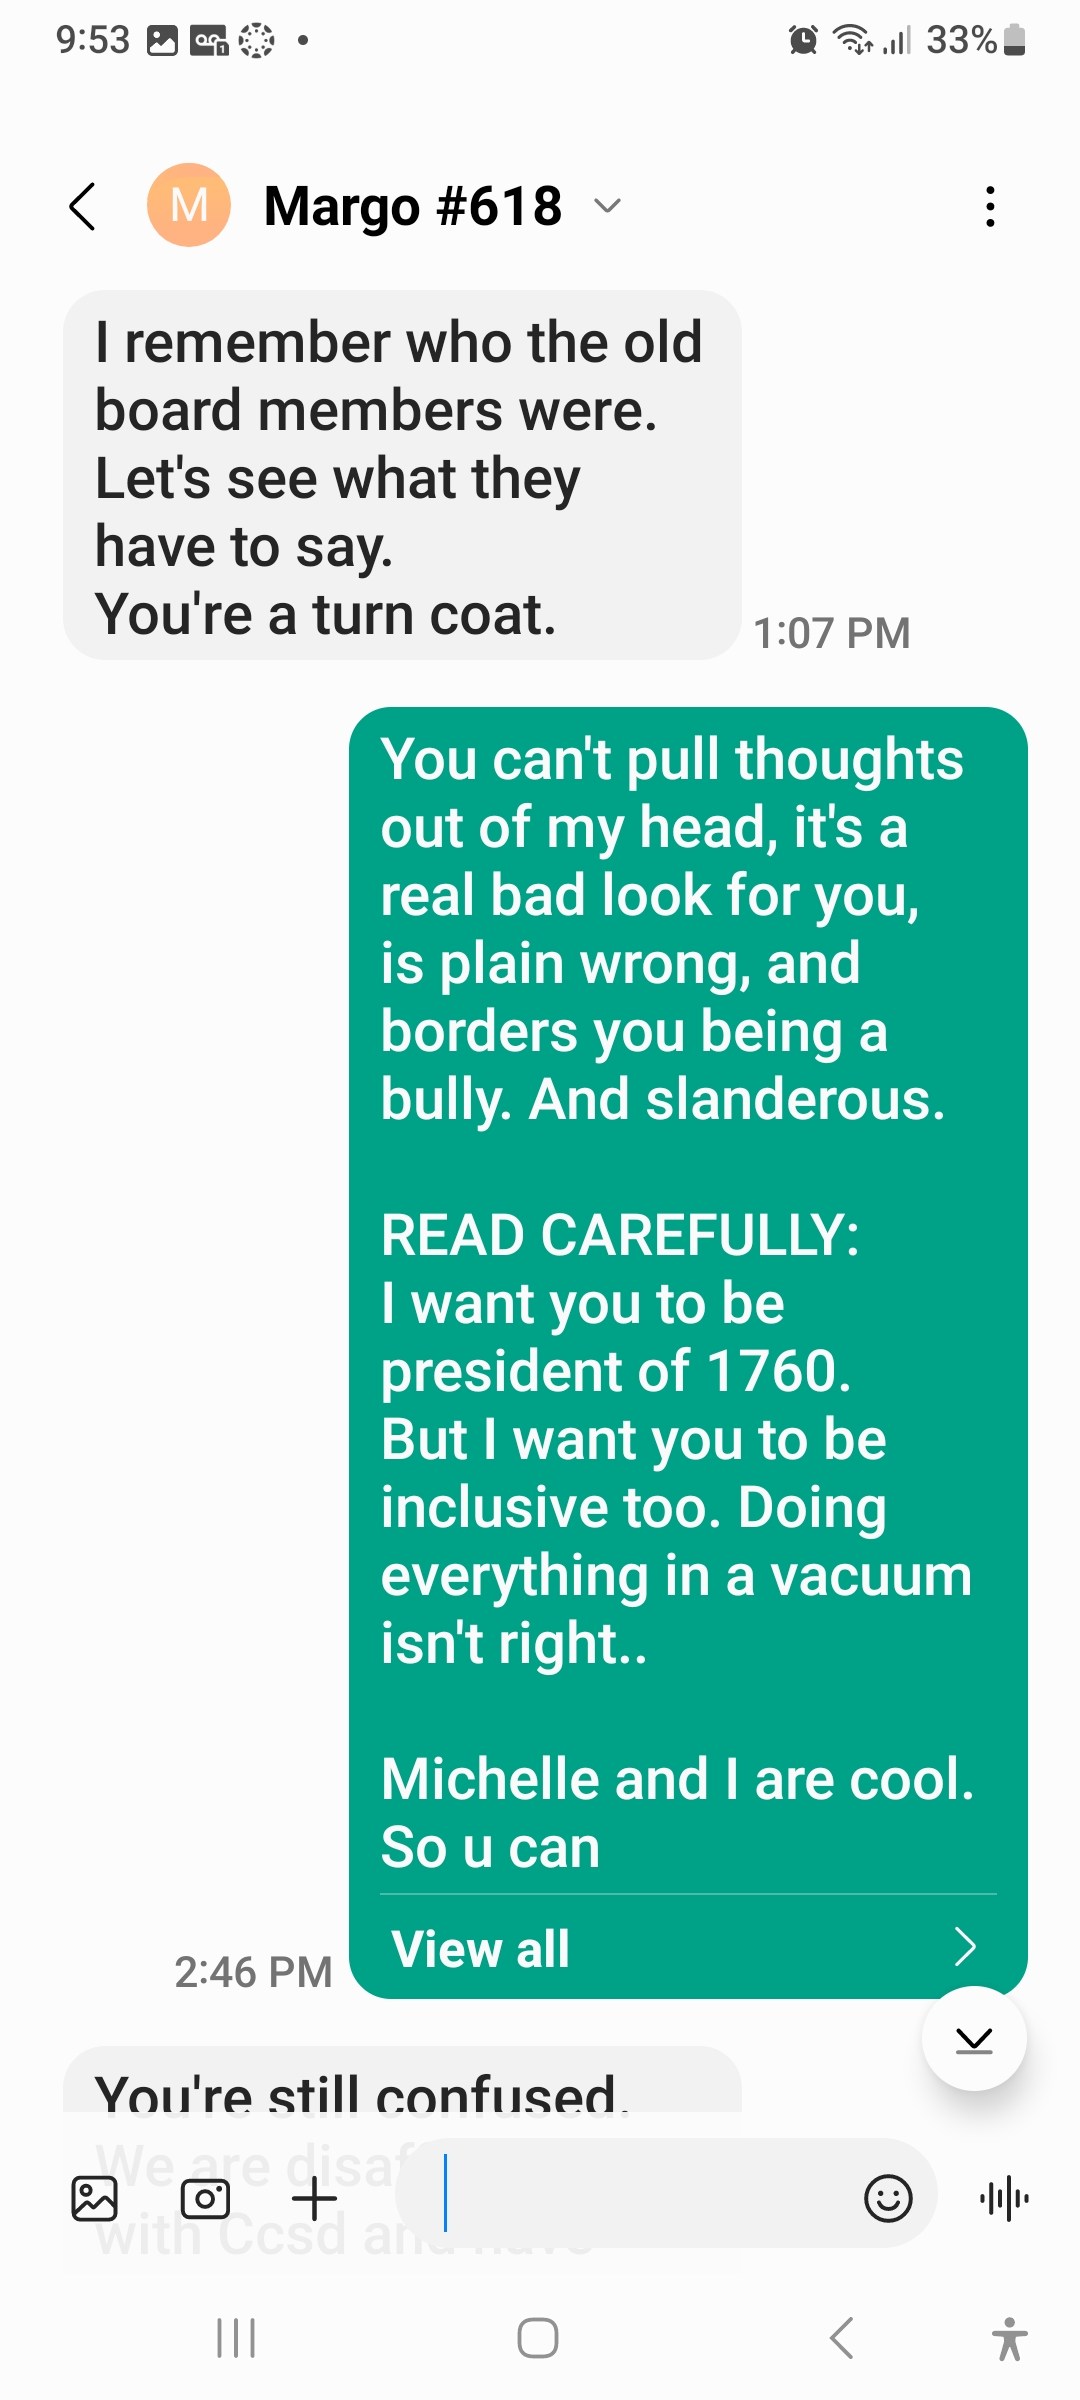 9:53
33%
M
Margo #618
I remember who the old
board members were.
Let's see what they
have to say.
You're a turn coat.
1:07 PM
You can't pull thoughts
out of my head, it's a
real bad look for you,
is plain wrong, and
borders you being a
bully. And slanderous.
READ CAREFULLY:
I want you to be
president of 1760.
But I want you to be
inclusive too. Doing
everything in a vacuum
isn't right..
Michelle and I are cool.
So u can
View all
2:46 PM
You're still confused.
We are
with Ccsd